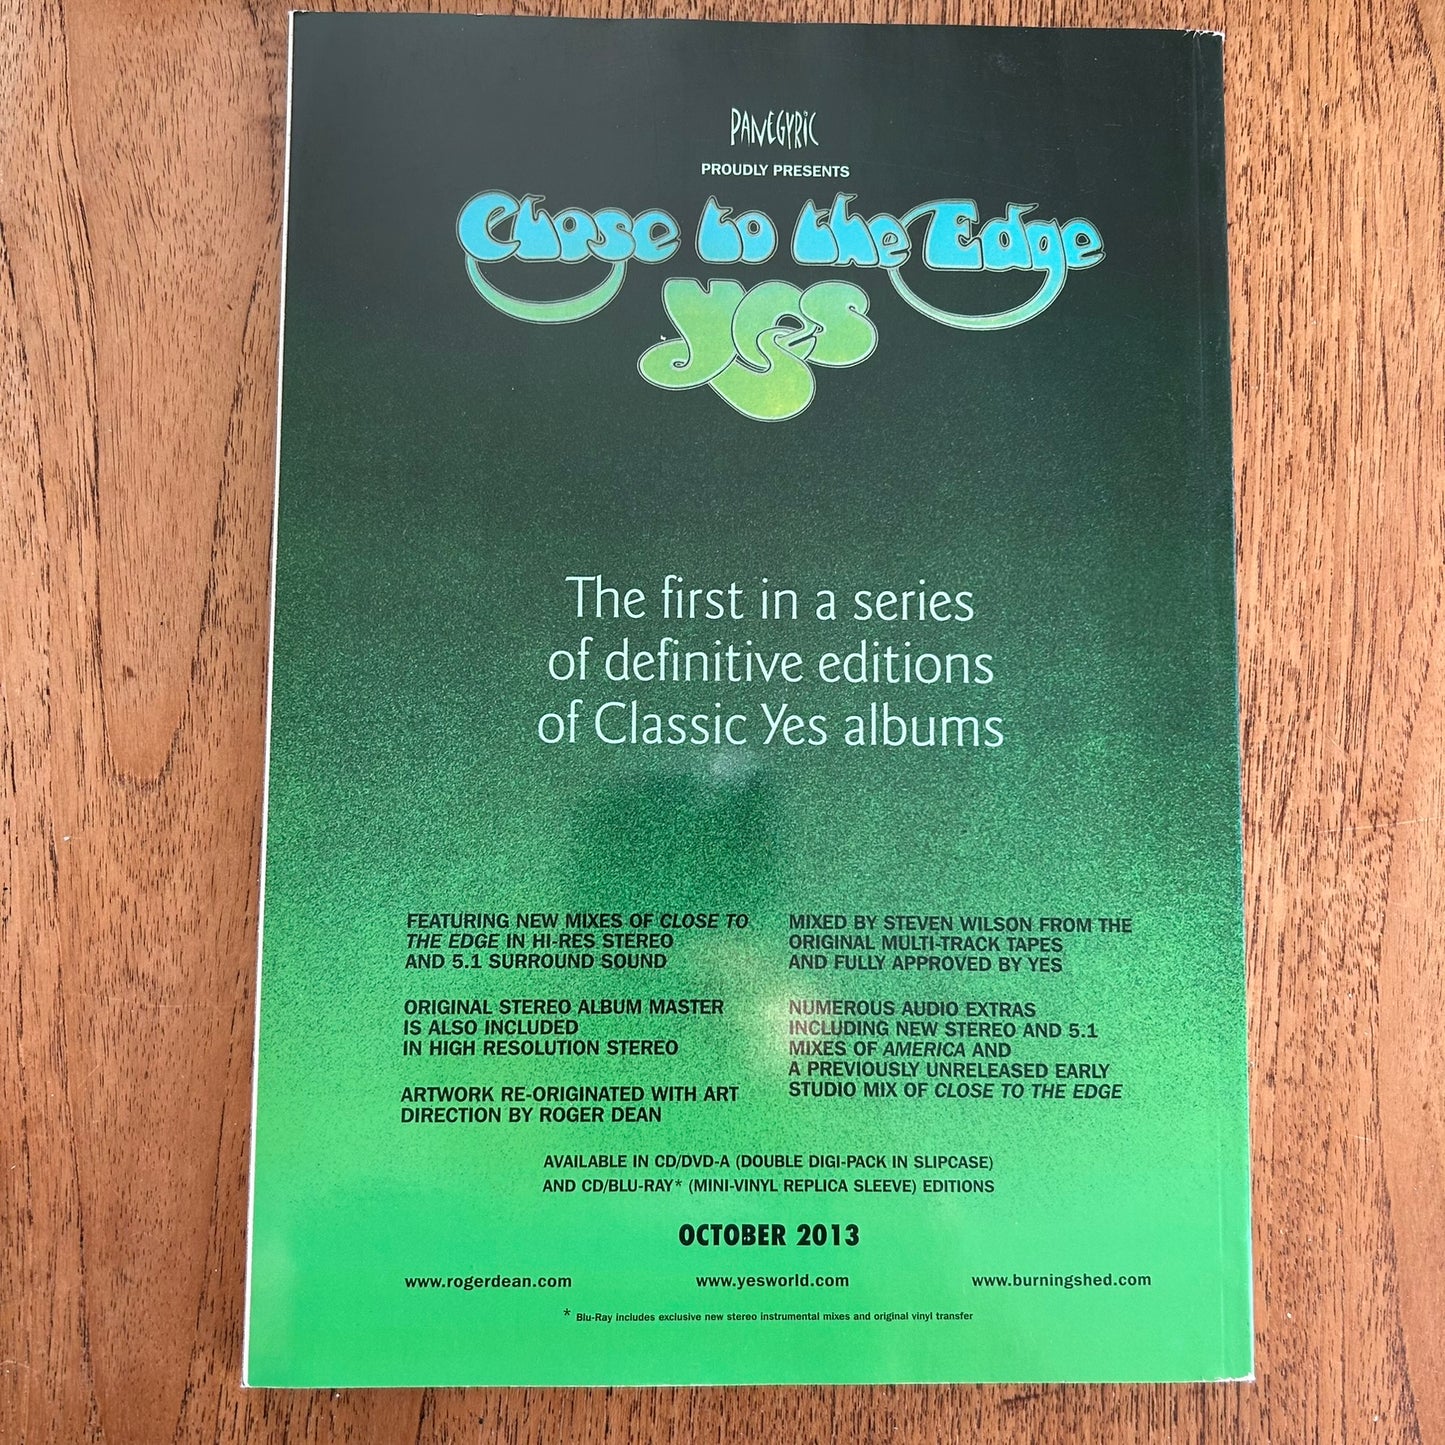 PANEGYRIC
PROUDLY PRESENTS
Close to the Edge
yes
The first in a series
of definitive editions
of Classic Yes albums
FEATURING NEW MIXES OF CLOSE TO
THE EDGE IN HI-RES STEREO
AND 5.1 SURROUND SOUND
ORIGINAL STEREO ALBUM MASTER
IS ALSO INCLUDED
IN HIGH RESOLUTION STEREO
ARTWORK RE-ORIGINATED WITH ART
DIRECTION BY ROGER DEAN
MIXED BY STEVEN WILSON FROM THE
ORIGINAL MULTI-TRACK TAPES
AND FULLY APPROVED BY YES
NUMEROUS AUDIO EXTRAS
INCLUDING NEW STEREO AND 5.1
MIXES OF AMERICA AND
A PREVIOUSLY UNRELEASED EARLY
STUDIO MIX OF CLOSE TO THE EDGE
AVAILABLE IN CD/DVD-A (DOUBLE DIGI-PACK IN SLIPCASE)
AND CD/BLU-RAY* (MINI-VINYL REPLICA SLEEVE) EDITIONS
OCTOBER 2013
www.rogerdean.com www.yesworld.com www.burningshed.com
* Blu-Ray includes exclusive new stereo instrumental mixes and original vinyl transfer